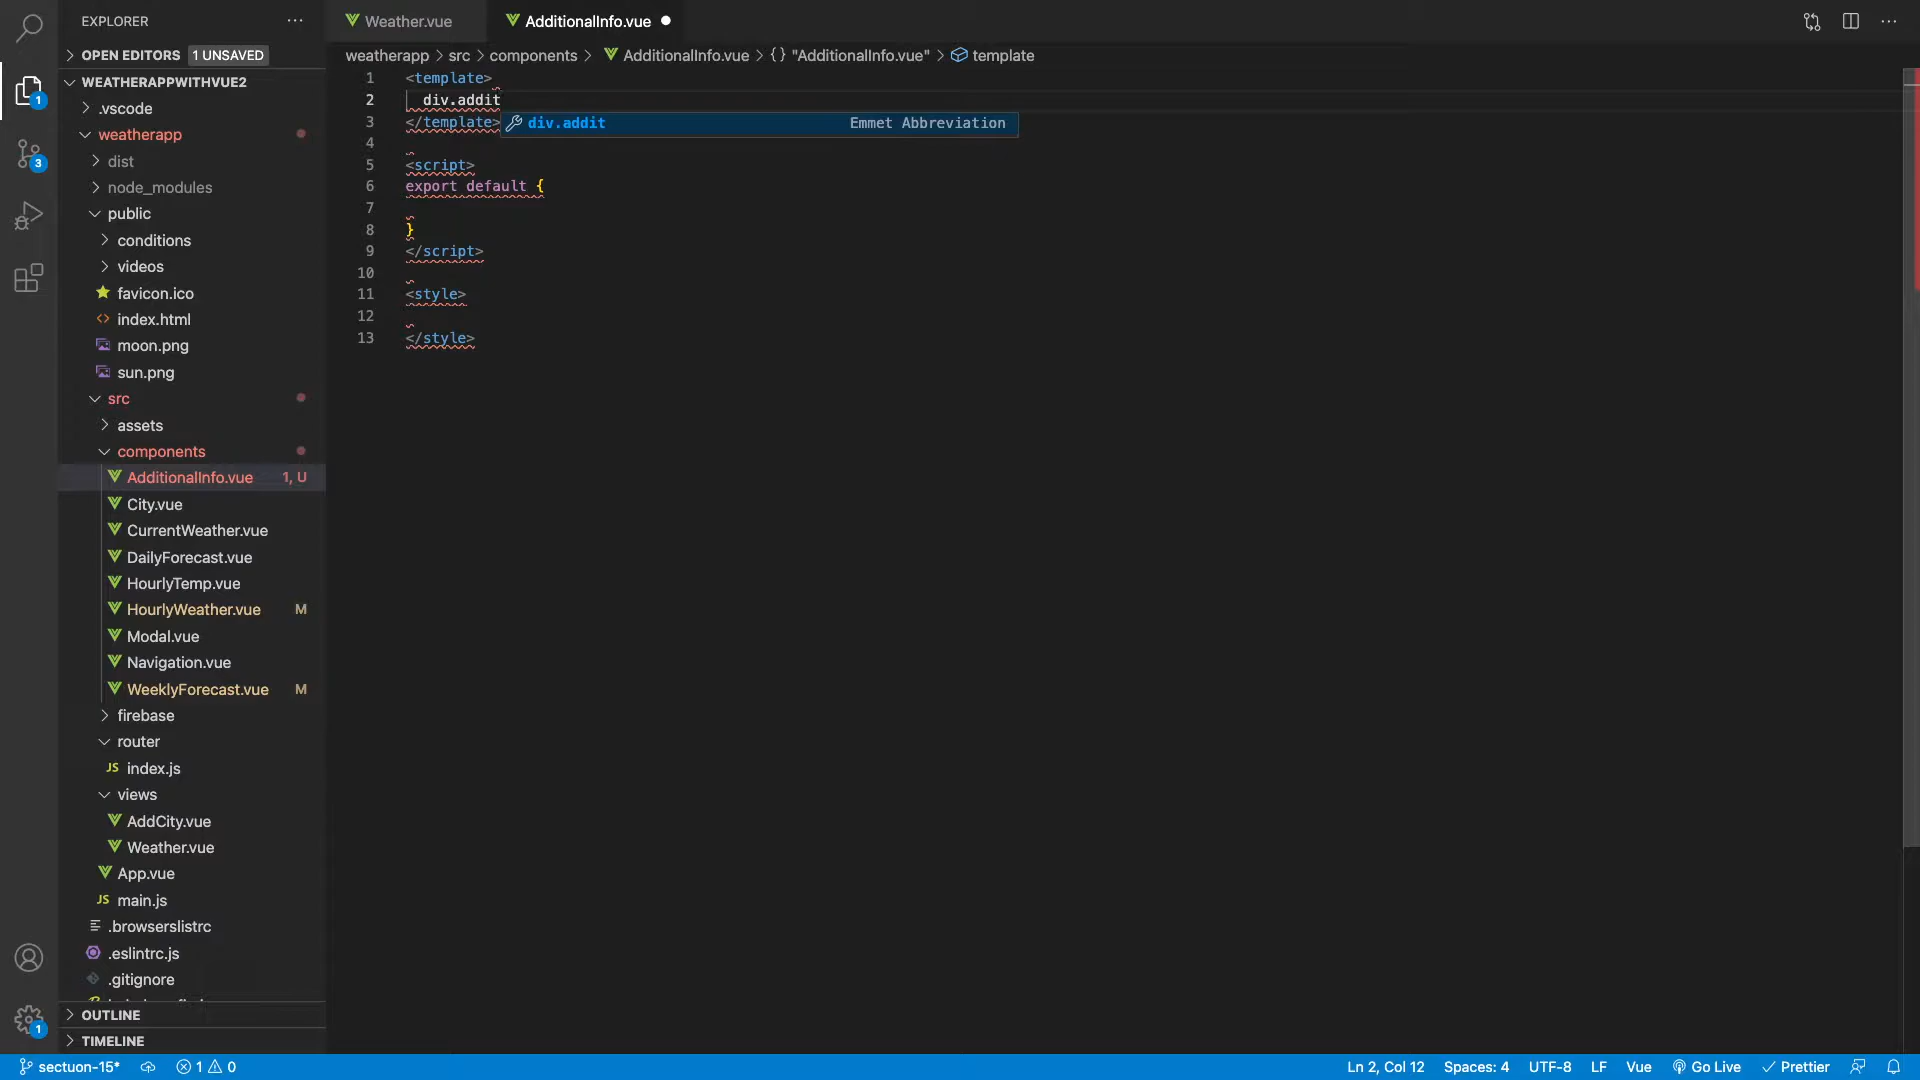 EXPLORER
OPEN EDITORS 1 UNSAVED
WEATHERAPPWITHVUE2
.vscode
weatherapp
dist
node_modules
public
conditions
videos
favicon.ico
index.html
moon.png
sun.png
src
assets
components
AdditionalInfo.vue 1, U
City.vue
CurrentWeather.vue
DailyForecast.vue
HourlyTemp.vue
HourlyWeather.vue M
Modal.vue
Navigation.vue
WeeklyForecast.vue M
firebase
router
JS index.js
views
AddCity.vue
Weather.vue
App.vue
JS main.js
.browserslistrc
.eslintrc.js
.gitignore
OUTLINE
TIMELINE
1
3
1
Weather.vue AdditionalInfo.vue
weatherapp > src > components > AdditionalInfo.vue > {} "AdditionalInfo.vue" > template
1 <template>
2 div.addit
3 </template>
div.addit Emmet Abbreviation
4
5 <script>
6 export default {
7
8 }
9 </script>
10
11 <style>
12
13 </style>
sectuon-15* 1 0 Ln 2, Col 12 Spaces: 4 UTF-8 LF Vue Go Live Prettier